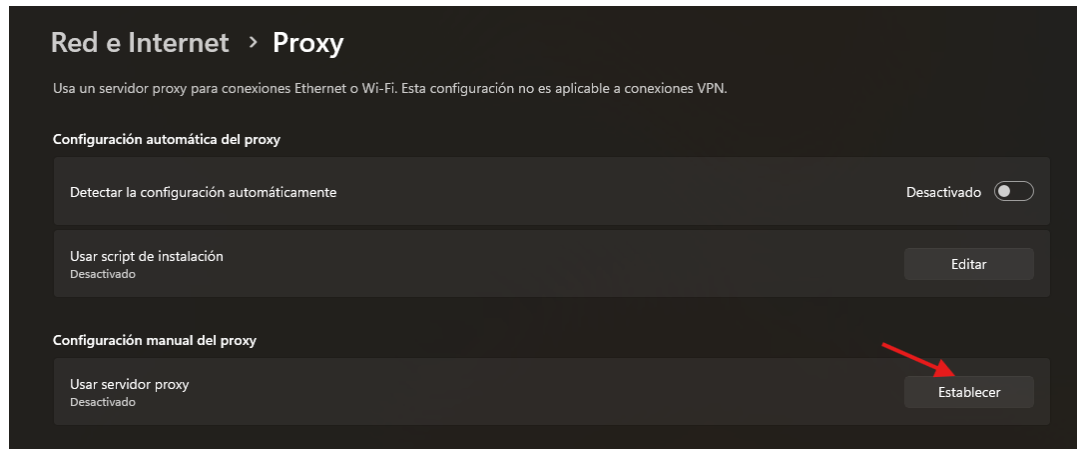 Red e Internet > Proxy
Usa un servidor proxy para conexiones Ethernet o Wi-Fi. Esta configuración no es aplicable a conexiones VPN.
Configuración automática del proxy
Detectar la configuración automáticamente Desactivado
Usar script de instalación
Desactivado
Editar
Configuración manual del proxy
Usar servidor proxy
Desactivado
Establecer